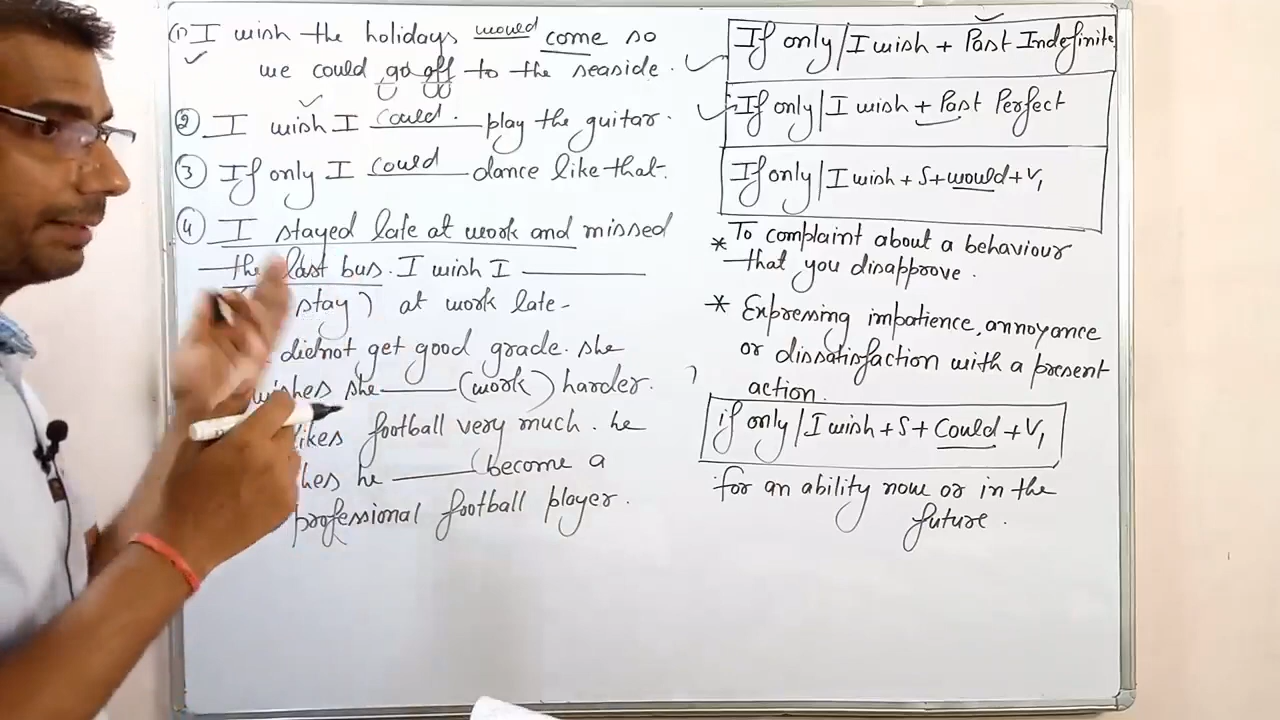 (1) I wish the holidays would come so
we could go off to the seaside.
(2) I wish I could. play the guitar.
(3) If only I could dance like that.
(4) I stayed late at work and missed
the last bus. I wish I ______
stay) at work late-
didnot get good grade. she
wishes she ______ (work) harder.
likes football very much. he
hes he ______ (become a
professional football player.
If only/I wish + Past Indefinite
If only/I wish + Past Perfect
If only/I wish + S + would + V1
* To complaint about a behaviour
that you disapprove.
* Expressing impatience, annoyance
or dissatisfaction with a present
action.
if only/I wish + S + Could + V1
for an ability now or in the
future.